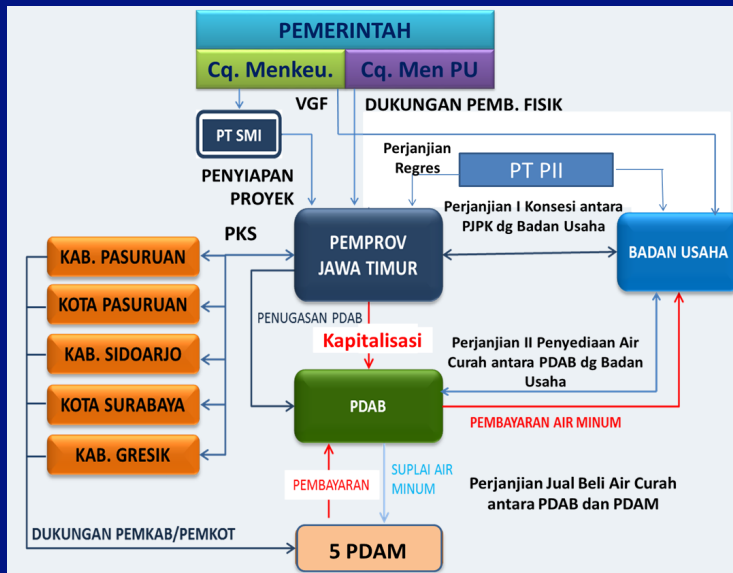 PEMERINTAH
Cq. Menkeu.
Cq. Men PU
VGF
DUKUNGAN PEMB. FISIK
PT SMI
Perjanjian
Regres
PT PII
PENYIAPAN
PROYEK
Perjanjian I Konsesi antara
PJPK dg Badan Usaha
PKS
PEMPROV
JAWA TIMUR
BADAN USAHA
KAB. PASURUAN
KOTA PASURUAN
KAB. SIDOARJO
KOTA SURABAYA
KAB. GRESIK
PENUGASAN PDAB
Kapitalisasi
Perjanjian II Penyediaan Air
Curah antara PDAB dg Badan
Usaha
PDAB
PEMBAYARAN AIR MINUM
PEMBAYARAN
SUPLAI AIR
MINUM
Perjanjian Jual Beli Air Curah
antara PDAB dan PDAM
DUKUNGAN PEMKAB/PEMKOT
5 PDAM